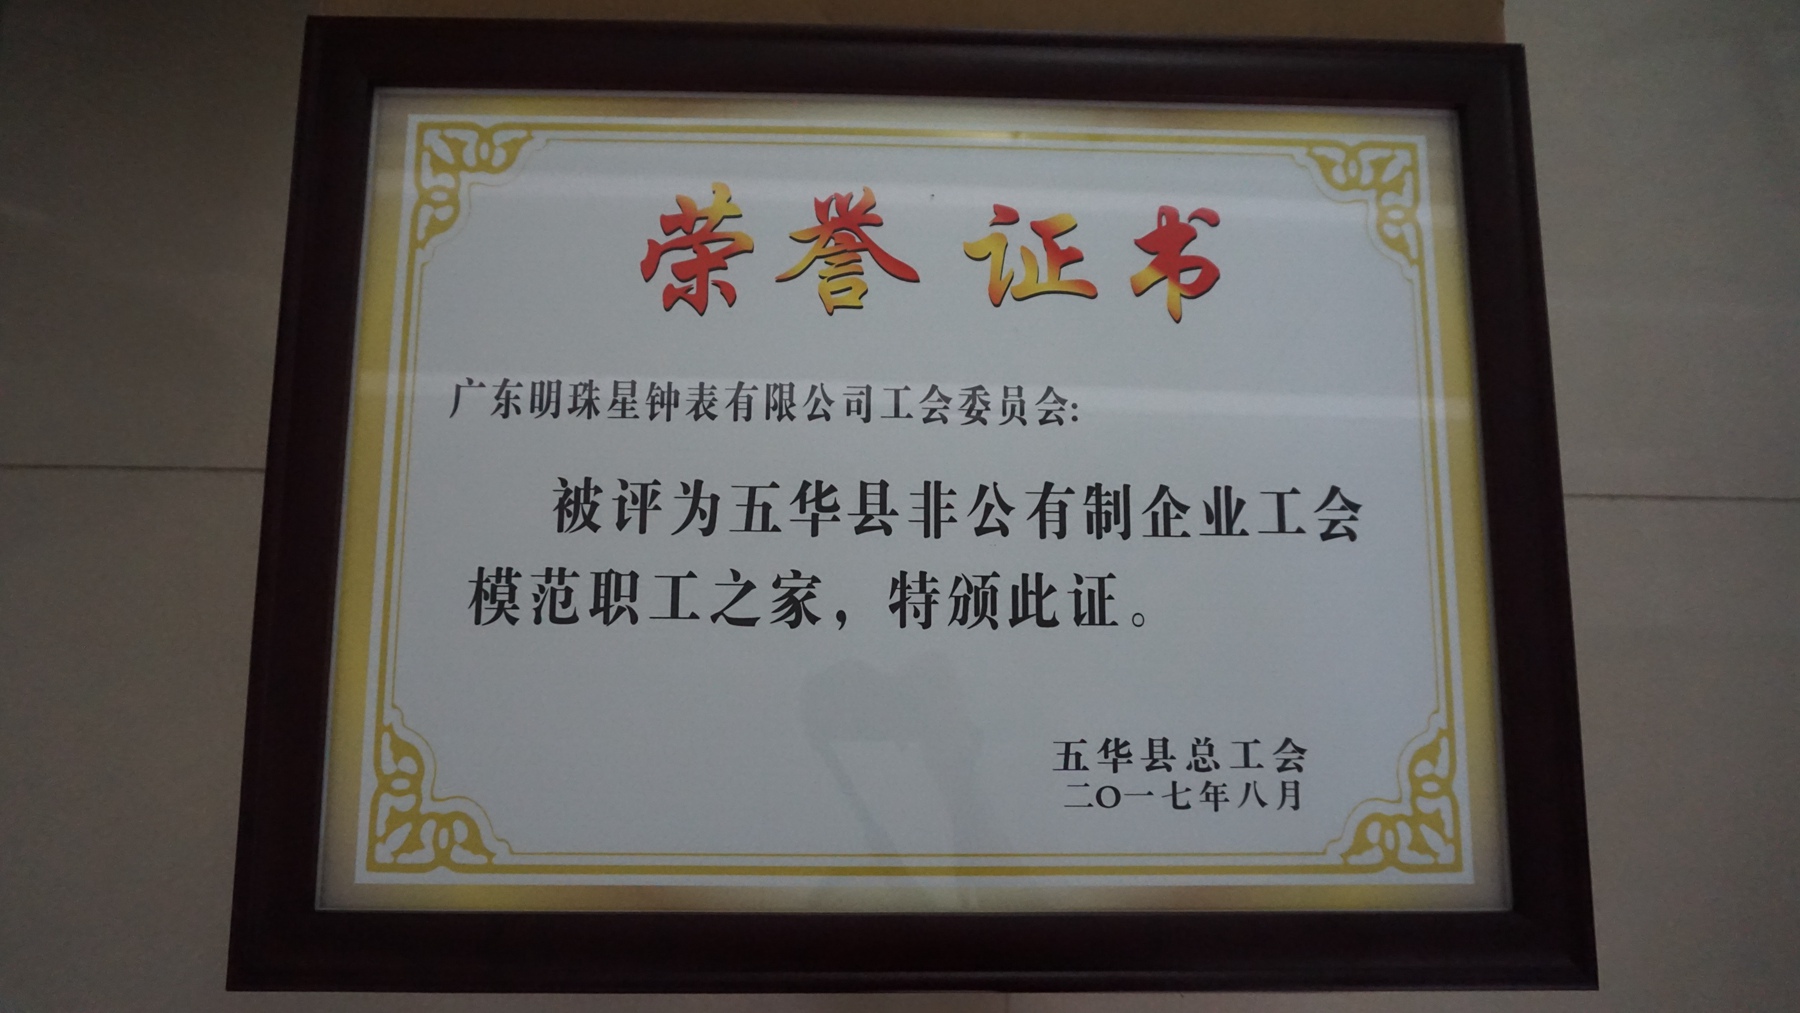 荣誉证书
广东明珠星钟表有限公司工会委员会:
被评为五华县非公有制企业工会
模范职工之家，特颁此证。
五华县总工会
二〇一七年八月